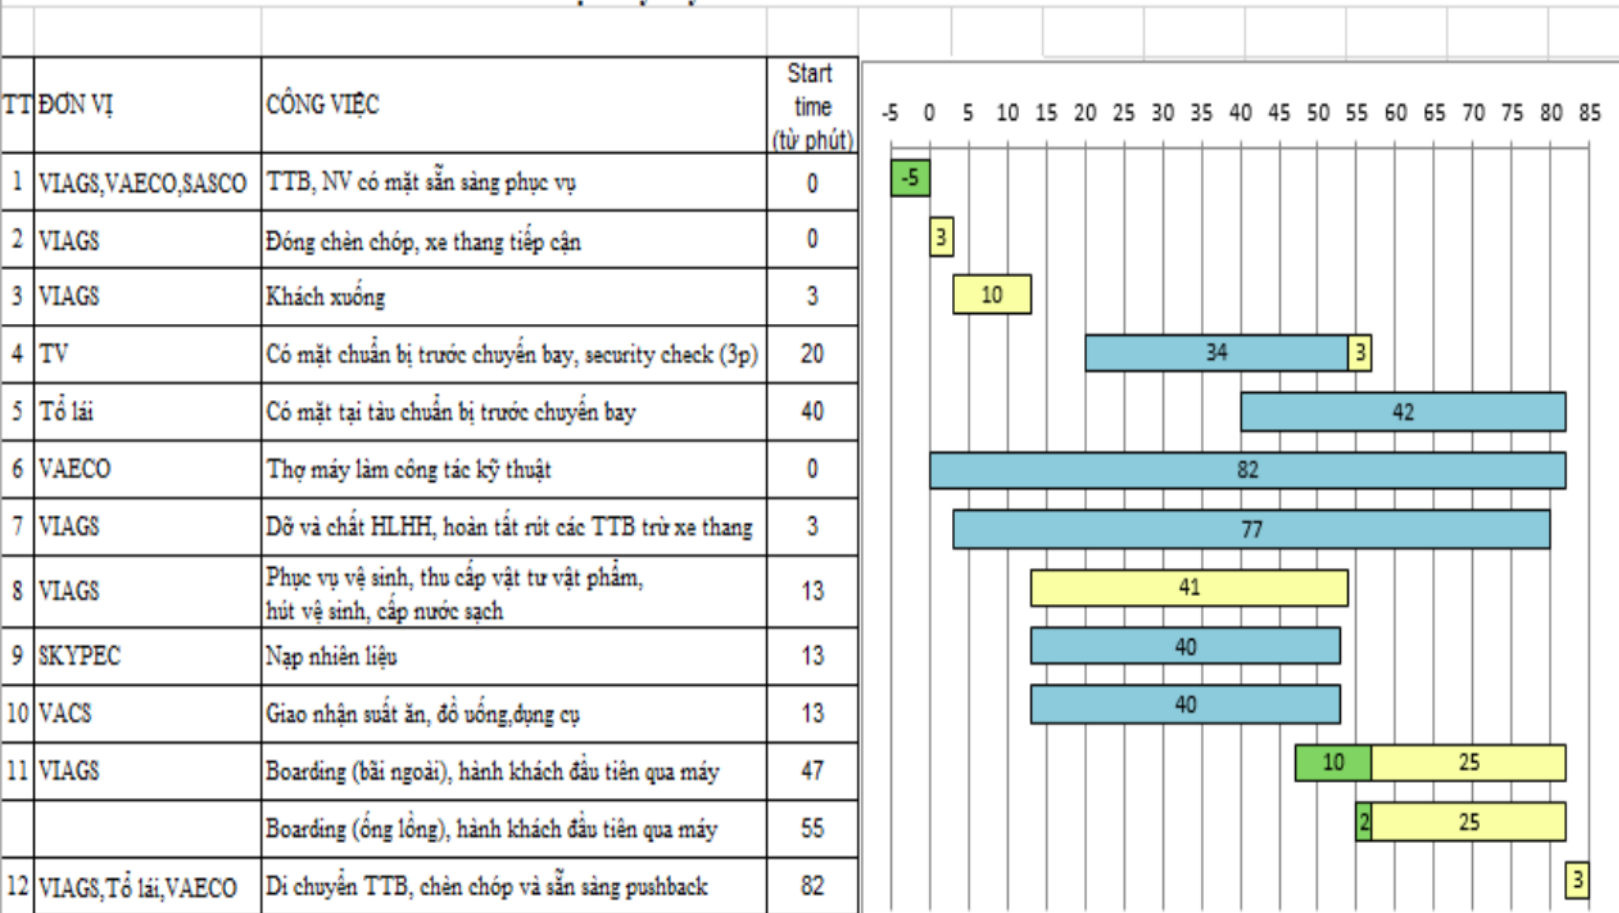 TT ĐƠN VỊ CÔNG VIỆC Start time (từ phút)
-5 0 5 10 15 20 25 30 35 40 45 50 55 60 65 70 75 80 85
1 VIAGS,VAECO,SASCO TTB, NV có mặt sẵn sàng phục vụ 0 -5
2 VIAGS Đóng chèn chóp, xe thang tiếp cận 0 3
3 VIAGS Khách xuống 3 10
4 TV Có mặt chuẩn bị trước chuyến bay, security check (3p) 20 34 3
5 Tổ lái Có mặt tại tàu chuẩn bị trước chuyến bay 40 42
6 VAECO Thợ máy làm công tác kỹ thuật 0 82
7 VIAGS Dỡ và chất HLHH, hoàn tất rút các TTB trừ xe thang 3 77
8 VIAGS Phục vụ vệ sinh, thu cấp vật tư vật phẩm,
hút vệ sinh, cấp nước sạch 13 41
9 SKYPEC Nạp nhiên liệu 13 40
10 VACS Giao nhận suất ăn, đồ uống,dụng cụ 13 40
11 VIAGS Boarding (bãi ngoài), hành khách đầu tiên qua máy 47 10 25
Boarding (ống lồng), hành khách đầu tiên qua máy 55 2 25
12 VIAGS,Tổ lái,VAECO Di chuyển TTB, chèn chóp và sẵn sàng pushback 82 3